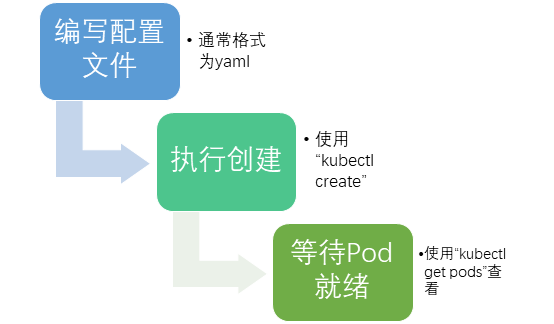 编写配置
文件
• 通常格式
为yaml
执行创建
• 使用
“kubectl
create”
等待Pod
就绪
•使用“kubectl
get pods”查
看